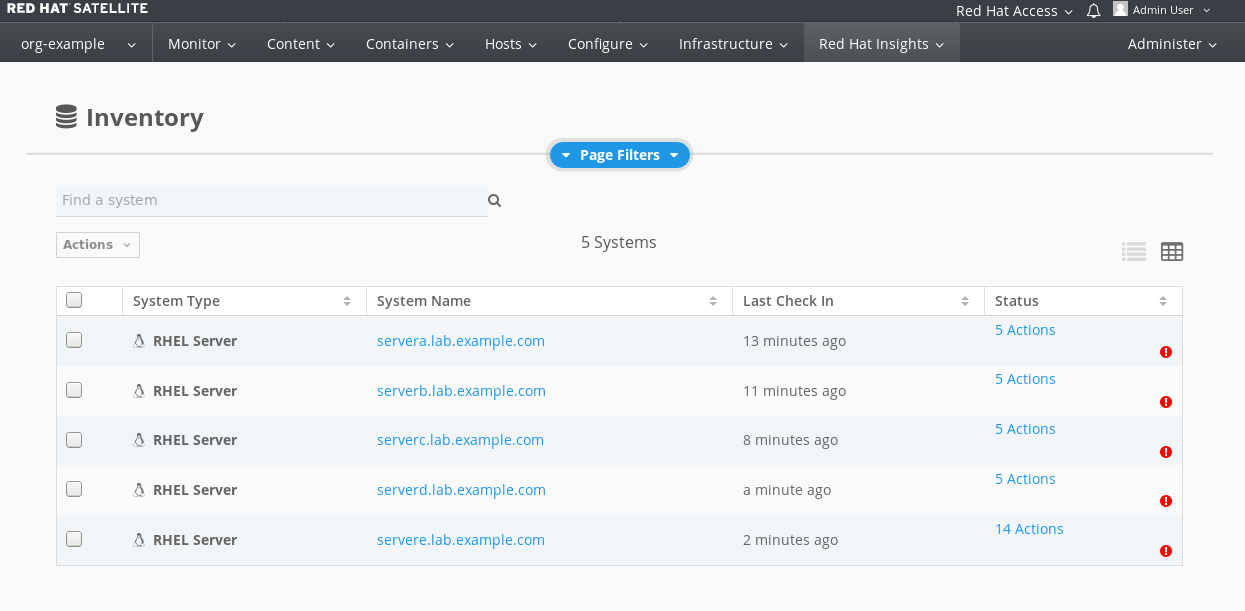 RED HAT SATELLITE
Red Hat Access Admin User
org-example Monitor Content Containers Hosts Configure Infrastructure Red Hat Insights Administer
Inventory
Page Filters
Find a system
Actions 5 Systems
System Type System Name Last Check In Status
RHEL Server servera.lab.example.com 13 minutes ago 5 Actions
RHEL Server serverb.lab.example.com 11 minutes ago 5 Actions
RHEL Server serverc.lab.example.com 8 minutes ago 5 Actions
RHEL Server serverd.lab.example.com a minute ago 5 Actions
RHEL Server servere.lab.example.com 2 minutes ago 14 Actions